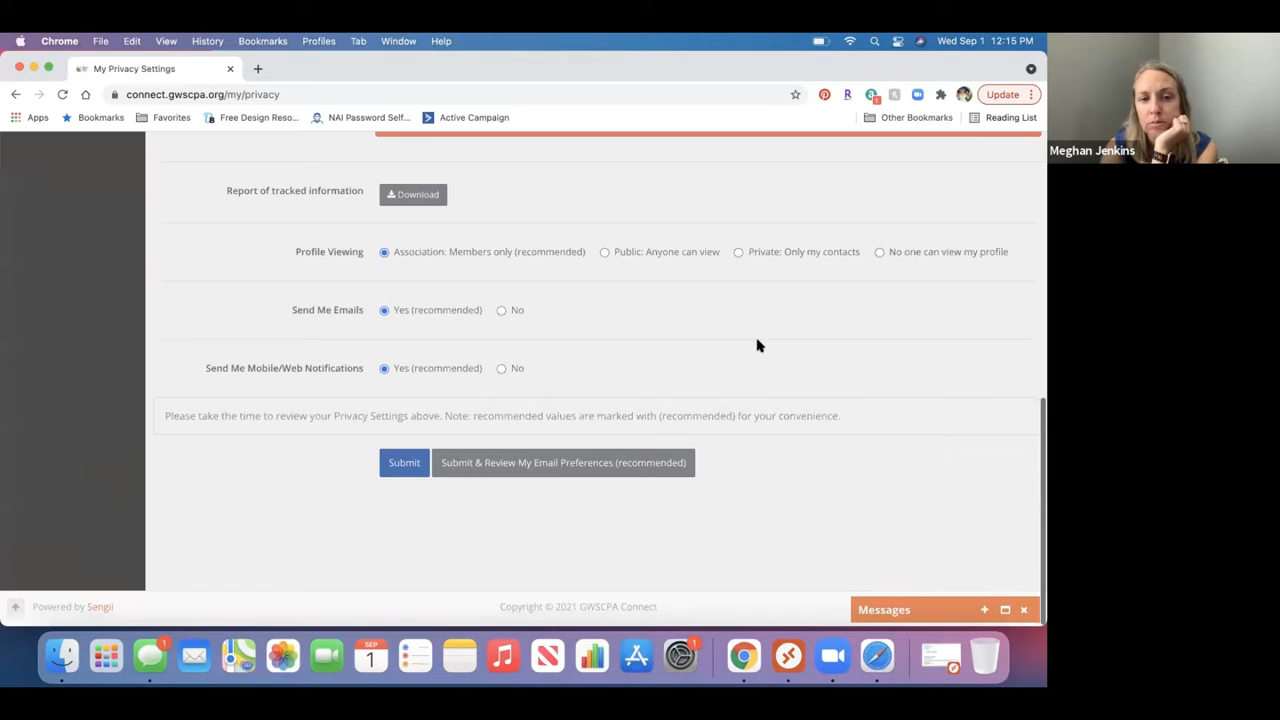 Chrome File Edit View History Bookmarks Profiles Tab Window Help Wed Sep 1 12:15 PM
My Privacy Settings
connect.gwscpa.org/my/privacy Update
Apps Bookmarks Favorites Free Design Reso... NAI Password Self... Active Campaign Other Bookmarks Reading List
Meghan Jenkins
Report of tracked information Download
Profile Viewing Association: Members only (recommended) Public: Anyone can view Private: Only my contacts No one can view my profile
Send Me Emails Yes (recommended) No
Send Me Mobile/Web Notifications Yes (recommended) No
Please take the time to review your Privacy Settings above. Note: recommended values are marked with (recommended) for your convenience.
Submit Submit & Review My Email Preferences (recommended)
Powered by Sengii Copyright © 2021 GWSCPA Connect Messages
1 SEP 1 1